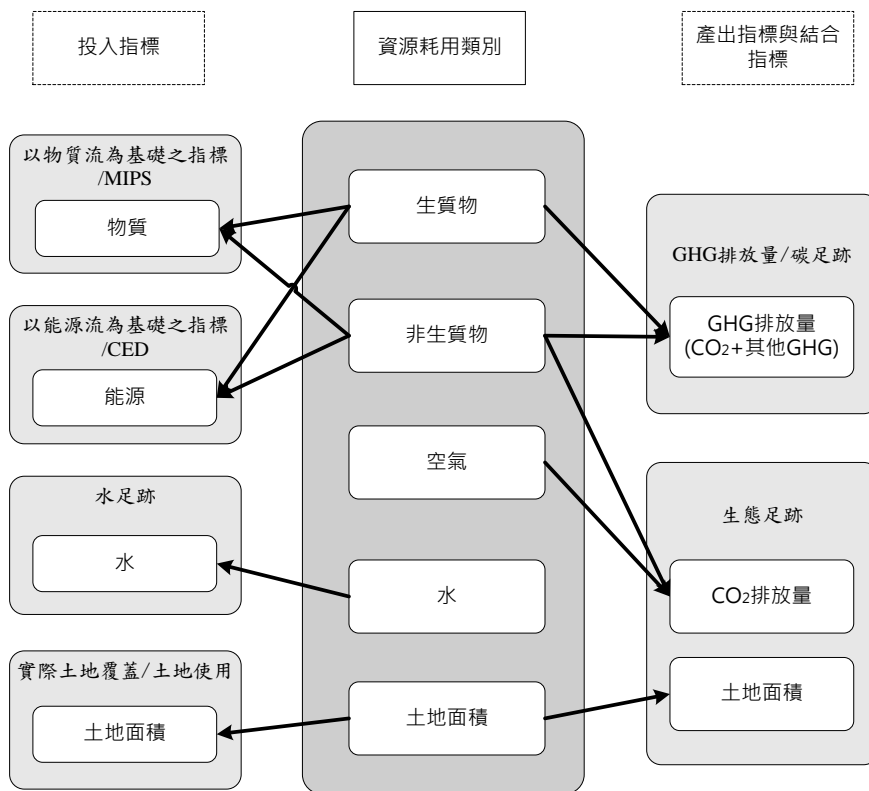 投入指標
資源耗用類別
產出指標與結合
指標
以物質流為基礎之指標
/MIPS
物質
以能源流為基礎之指標
/CED
能源
水足跡
水
實際土地覆蓋/土地使用
土地面積
生質物
非生質物
空氣
水
土地面積
GHG排放量/碳足跡
GHG排放量
(CO2+其他GHG)
生態足跡
CO2排放量
土地面積